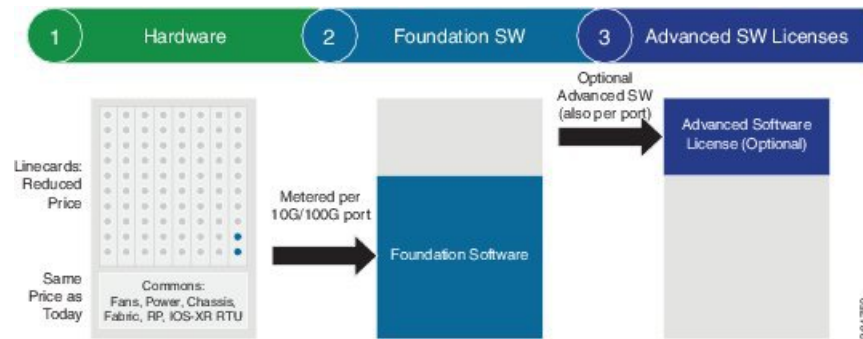 1 Hardware 2 Foundation SW 3 Advanced SW Licenses
Linecards:
Reduced
Price
Same
Price as
Today
Commons:
Fans, Power, Chassis,
Fabric, RP, IOS-XR RTU
Metered per
10G/100G port
Foundation Software
Optional
Advanced SW
(also per port)
Advanced Software
License (Optional)